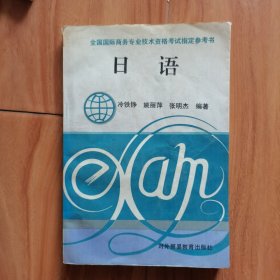 全国国际商务专业技术资格考试指定参考书
日语
冷铁铮 姚丽萍 张明杰 编著
exam
对外贸易教育出版社